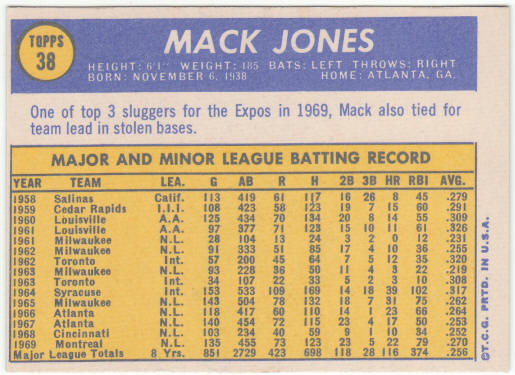 TOPPS
38
MACK JONES
HEIGHT: 6'1" WEIGHT: 185 BATS: LEFT THROWS: RIGHT
BORN: NOVEMBER 6, 1938 HOME: ATLANTA, GA.
One of top 3 sluggers for the Expos in 1969, Mack also tied for
team lead in stolen bases.
MAJOR AND MINOR LEAGUE BATTING RECORD
YEAR TEAM LEA. G AB R H 2B 3B HR RBI AVG.
1958 Salinas Calif. 113 419 61 117 16 26 8 45 .279
1959 Cedar Rapids I.I.I. 108 423 58 123 19 7 15 60 .291
1960 Louisville A.A. 125 434 70 134 20 8 14 55 .309
1961 Louisville A.A. 97 377 71 123 15 10 11 61 .326
1961 Milwaukee N.L. 28 104 13 24 3 2 0 12 .231
1962 Milwaukee N.L. 91 333 51 85 17 4 10 36 .255
1962 Toronto Int. 57 200 45 64 7 5 12 35 .320
1963 Milwaukee N.L. 93 228 36 50 11 4 3 22 .219
1963 Toronto Int. 34 107 22 33 5 2 3 10 .308
1964 Syracuse Int. 153 533 109 169 14 18 39 102 .317
1965 Milwaukee N.L. 143 504 78 132 18 7 31 75 .262
1966 Atlanta N.L. 118 417 60 110 14 1 23 66 .264
1967 Atlanta N.L. 140 454 72 115 23 4 17 50 .253
1968 Cincinnati N.L. 103 234 40 59 9 1 10 34 .252
1969 Montreal N.L. 135 455 73 123 23 5 22 79 .270
Major League Totals 8 Yrs. 851 2729 423 698 118 28 116 374 .256
©T.C.G. PRTD. IN U.S.A.